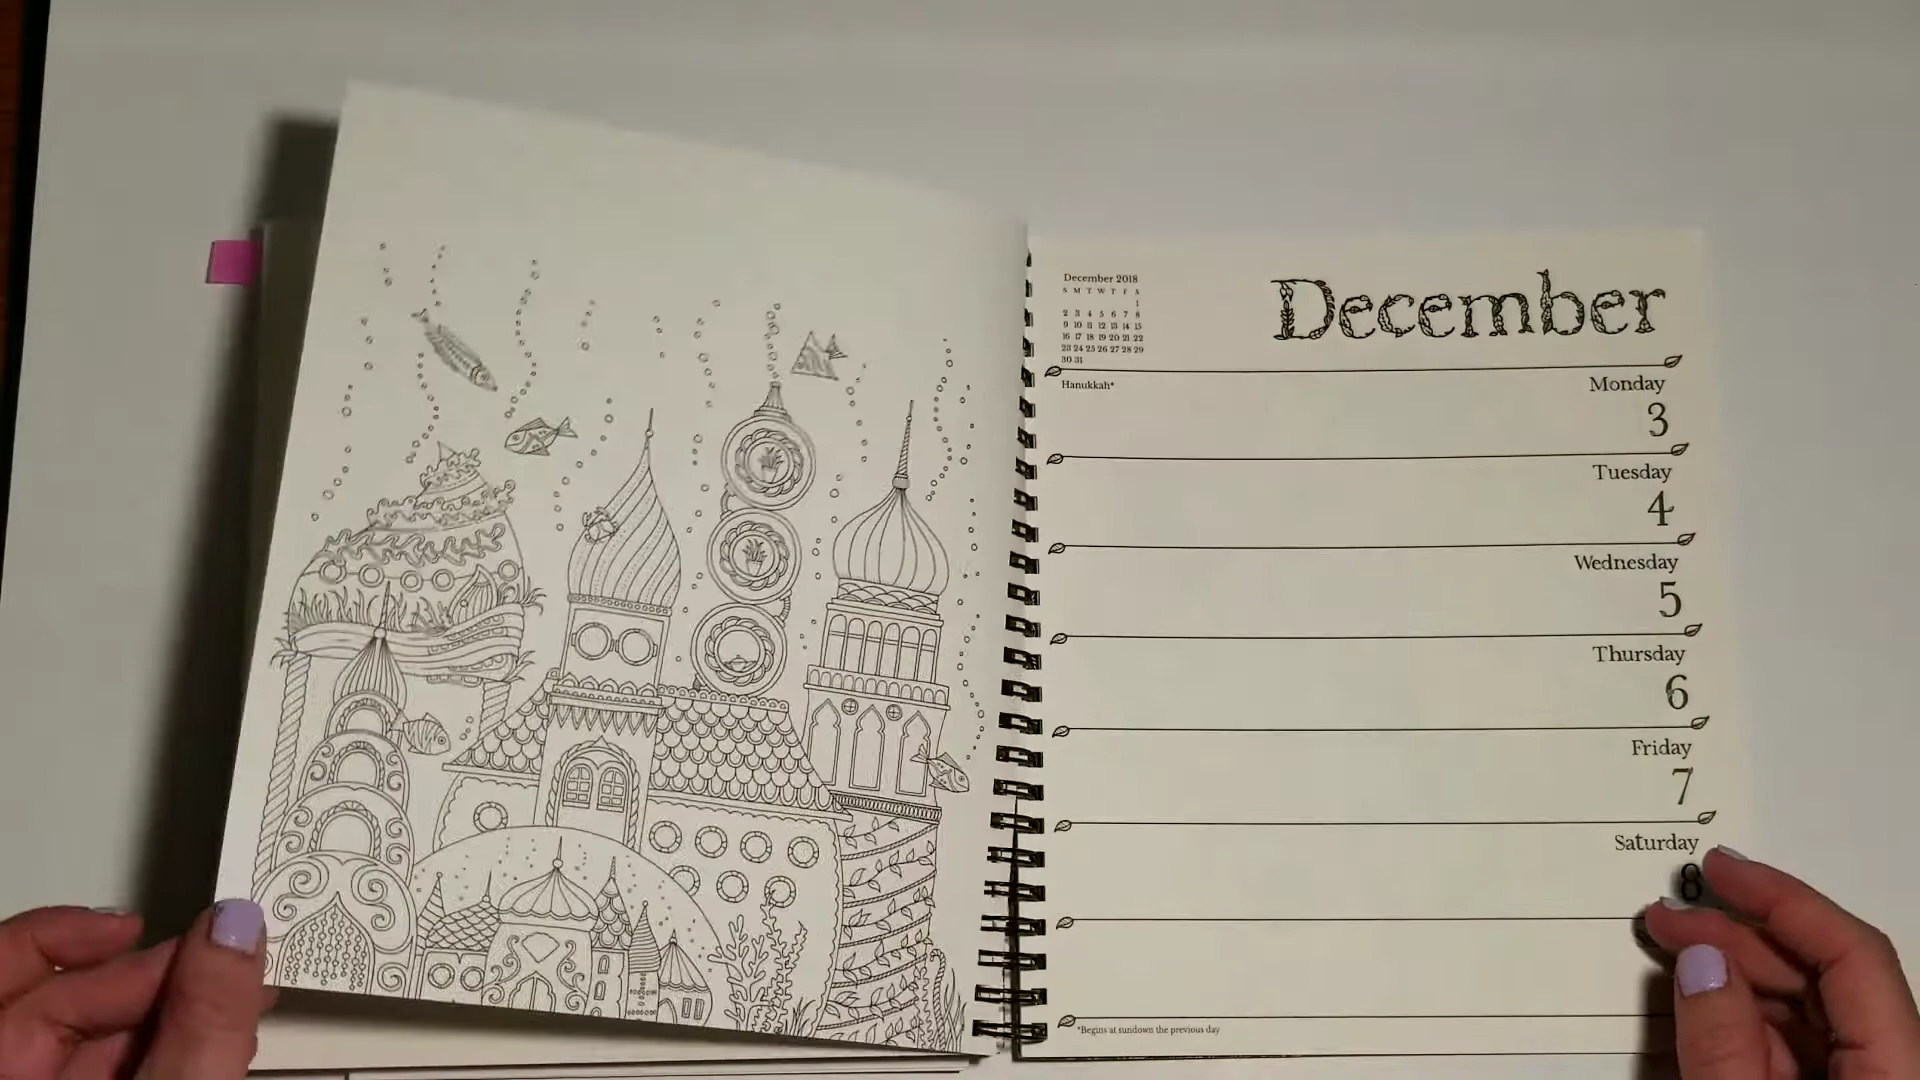 December 2018
S M T W T F S
1
2 3 4 5 6 7 8
9 10 11 12 13 14 15
16 17 18 19 20 21 22
23 24 25 26 27 28 29
30 31
December
Hanukkah*
Monday
3
Tuesday
4
Wednesday
5
Thursday
6
Friday
7
Saturday
8
*Begins at sundown the previous day